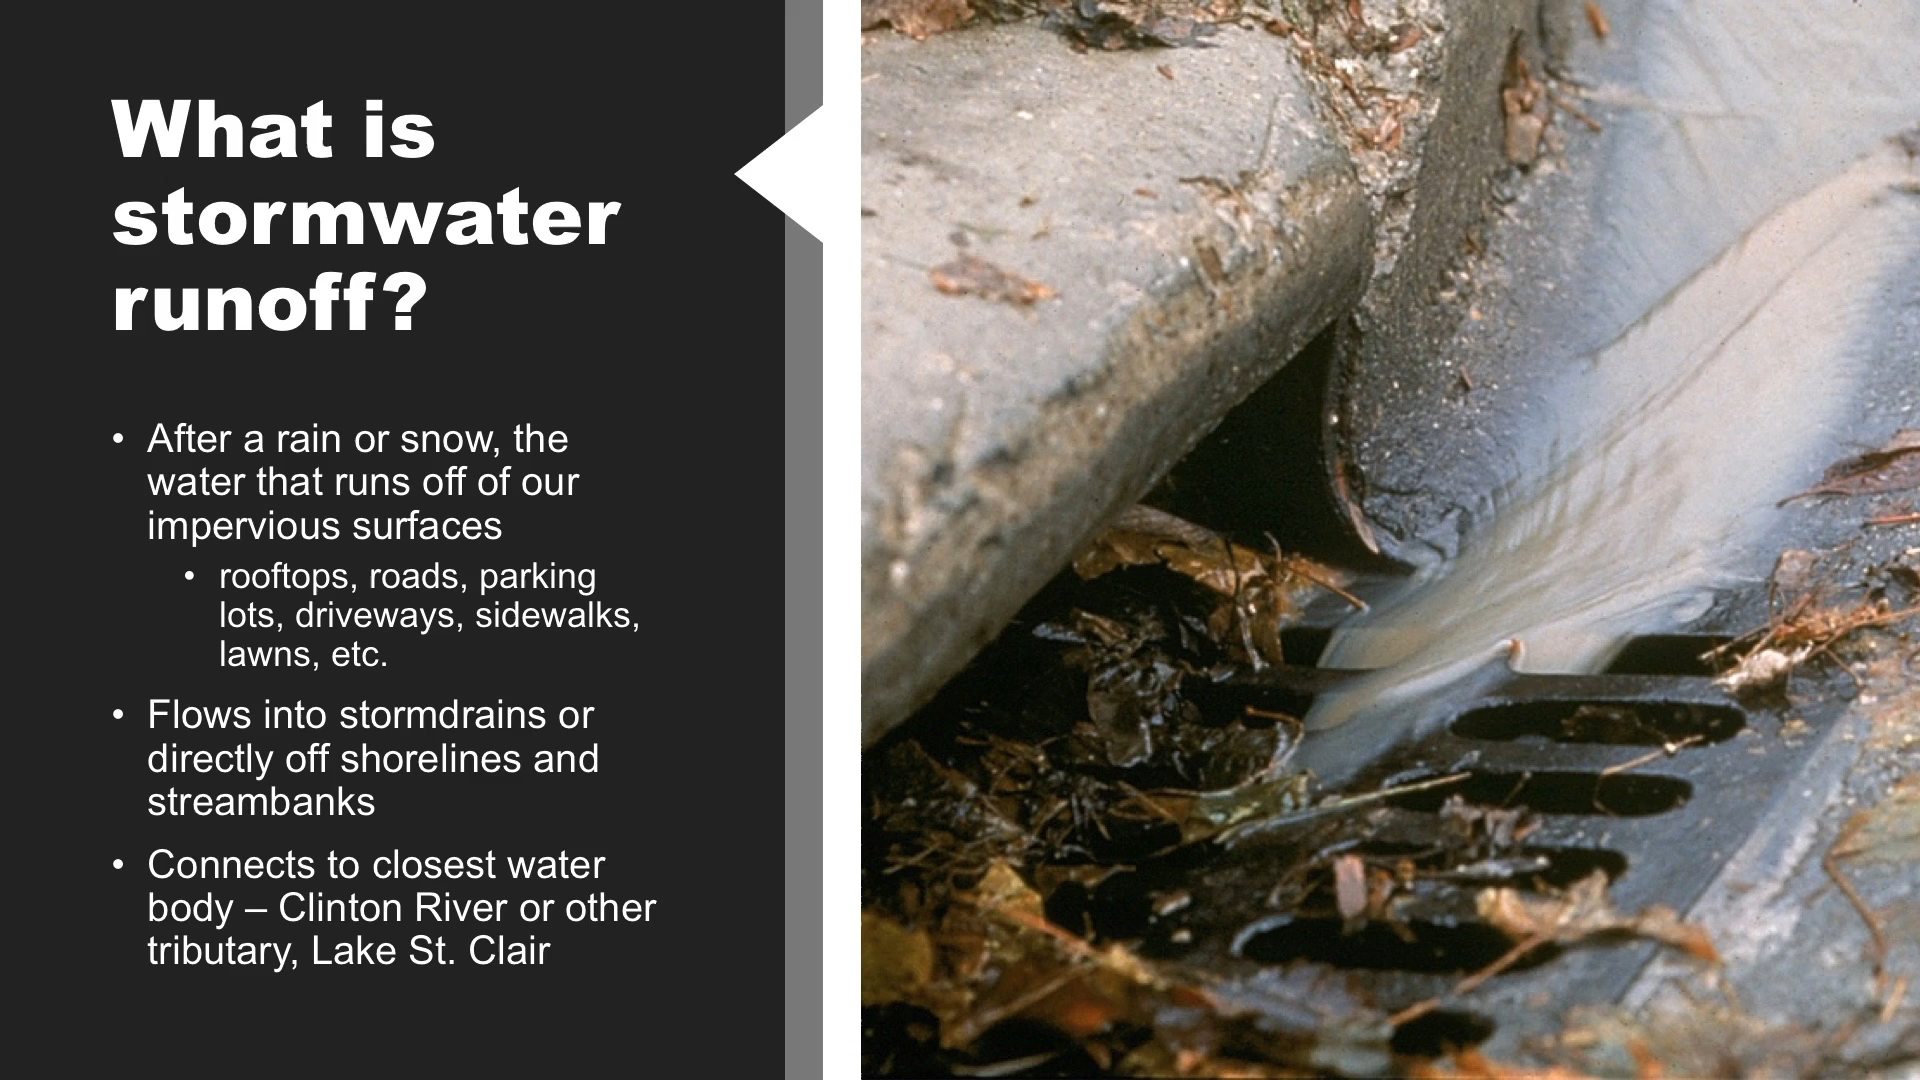 What is
stormwater
runoff?
• After a rain or snow, the
water that runs off of our
impervious surfaces
• rooftops, roads, parking
lots, driveways, sidewalks,
lawns, etc.
• Flows into stormdrains or
directly off shorelines and
streambanks
• Connects to closest water
body – Clinton River or other
tributary, Lake St. Clair